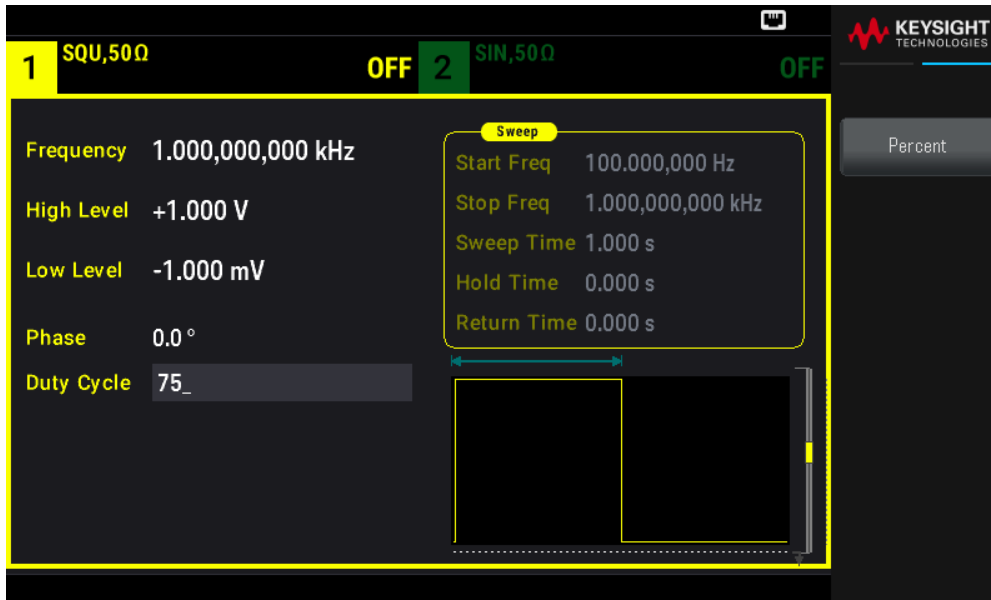 KEYSIGHT
TECHNOLOGIES
1 SQU,50Ω OFF 2 SIN,50Ω OFF
Frequency 1.000,000,000 kHz
High Level +1.000 V
Low Level -1.000 mV
Phase 0.0 °
Duty Cycle 75_
Sweep
Start Freq 100.000,000 Hz
Stop Freq 1.000,000,000 kHz
Sweep Time 1.000 s
Hold Time 0.000 s
Return Time 0.000 s
Percent